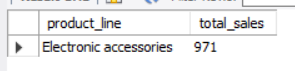 product_line total_sales
Electronic accessories 971